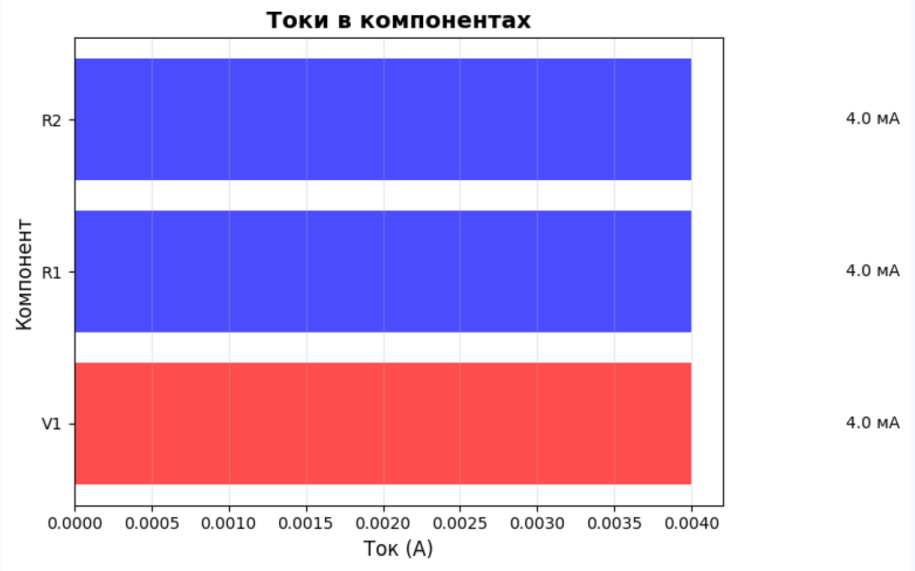 Токи в компонентах
R2
4.0 мА
R1
4.0 мА
V1
4.0 мА
Компонент
0.0000 0.0005 0.0010 0.0015 0.0020 0.0025 0.0030 0.0035 0.0040
Ток (А)